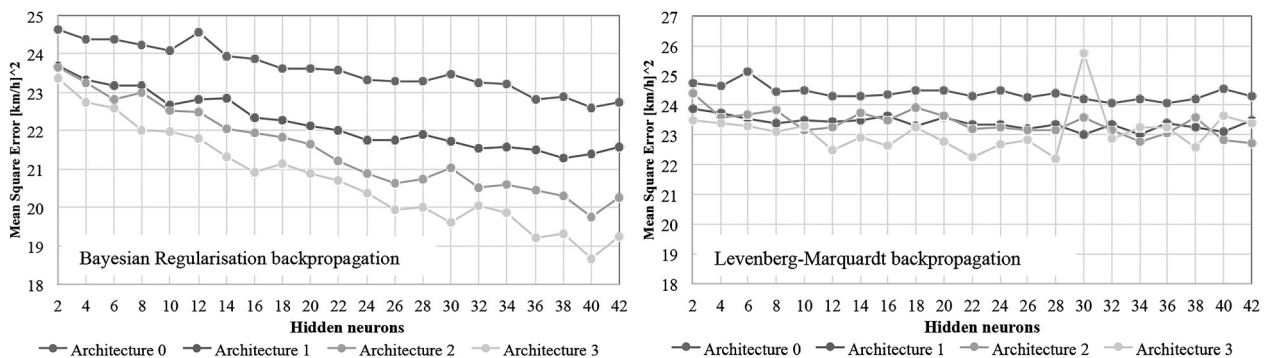 25
24
23
22
21
20
19
18
Mean Square Error [km/h]^2
Bayesian Regularisation backpropagation
2 4 6 8 10 12 14 16 18 20 22 24 26 28 30 32 34 36 38 40 42
Hidden neurons
Architecture 0 Architecture 1 Architecture 2 Architecture 3
27
26
25
24
23
22
21
20
19
18
Mean Square Error [km/h]^2
Levenberg-Marquardt backpropagation
2 4 6 8 10 12 14 16 18 20 22 24 26 28 30 32 34 36 38 40 42
Hidden neurons
Architecture 0 Architecture 1 Architecture 2 Architecture 3